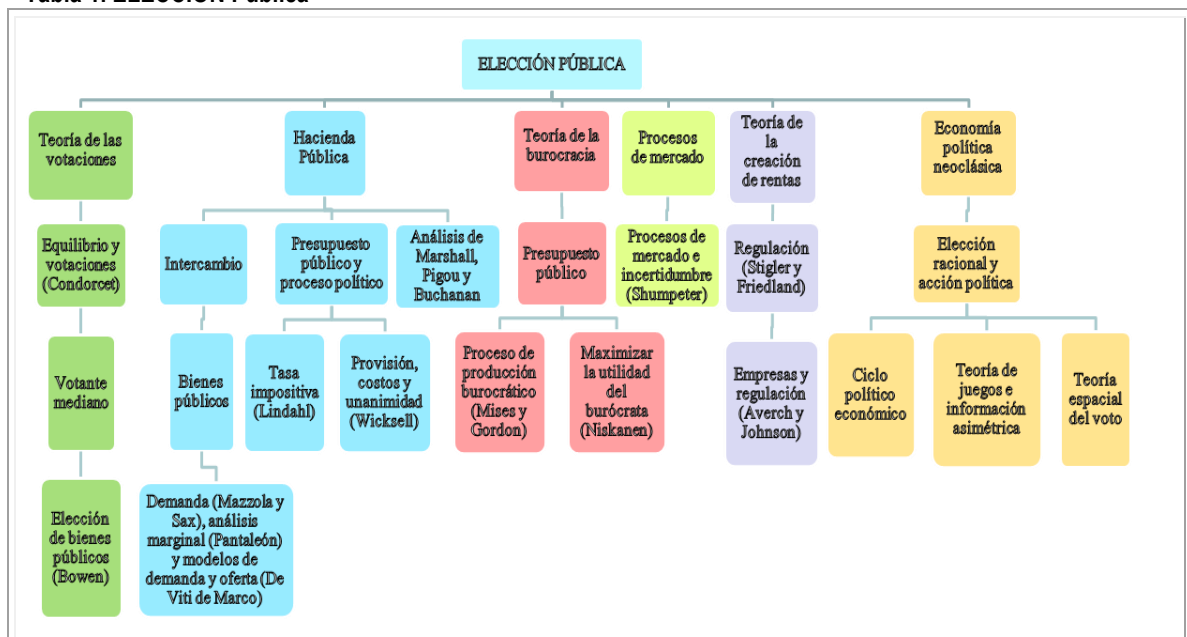 Tabla 1. ELECCIÓN Pública
ELECCIÓN PÚBLICA
Teoría de las
votaciones
Hacienda
Pública
Teoría de la
burocracia
Procesos
de mercado
Teoría de
la
creación
de rentas
Economía
política
neoclásica
Equilibrio y
votaciones
(Condorcet)
Intercambio
Presupuesto
público y
proceso político
Análisis de
Marshall,
Pigou y
Buchanan
Presupuesto
público
Procesos de
mercado e
incertidumbre
(Shumpeter)
Regulación
(Stigler y
Friedland)
Elección
racional y
acción política
Votante
mediano
Bienes
públicos
Tasa
impositiva
(Lindahl)
Provisión,
costos y
unanimidad
(Wicksell)
Proceso de
producción
burocrático
(Mises y
Gordon)
Maximizar
la utilidad
del
burócrata
(Niskanen)
Empresas y
regulación
(Averch y
Johnson)
Ciclo
político
económico
Teoría de
juegos e
información
asimétrica
Teoría
espacial
del voto
Elección
de bienes
públicos
(Bowen)
Demanda (Mazzola y
Sax), análisis
marginal (Pantaleón)
y modelos de
demanda y oferta (De
Viti de Marco)